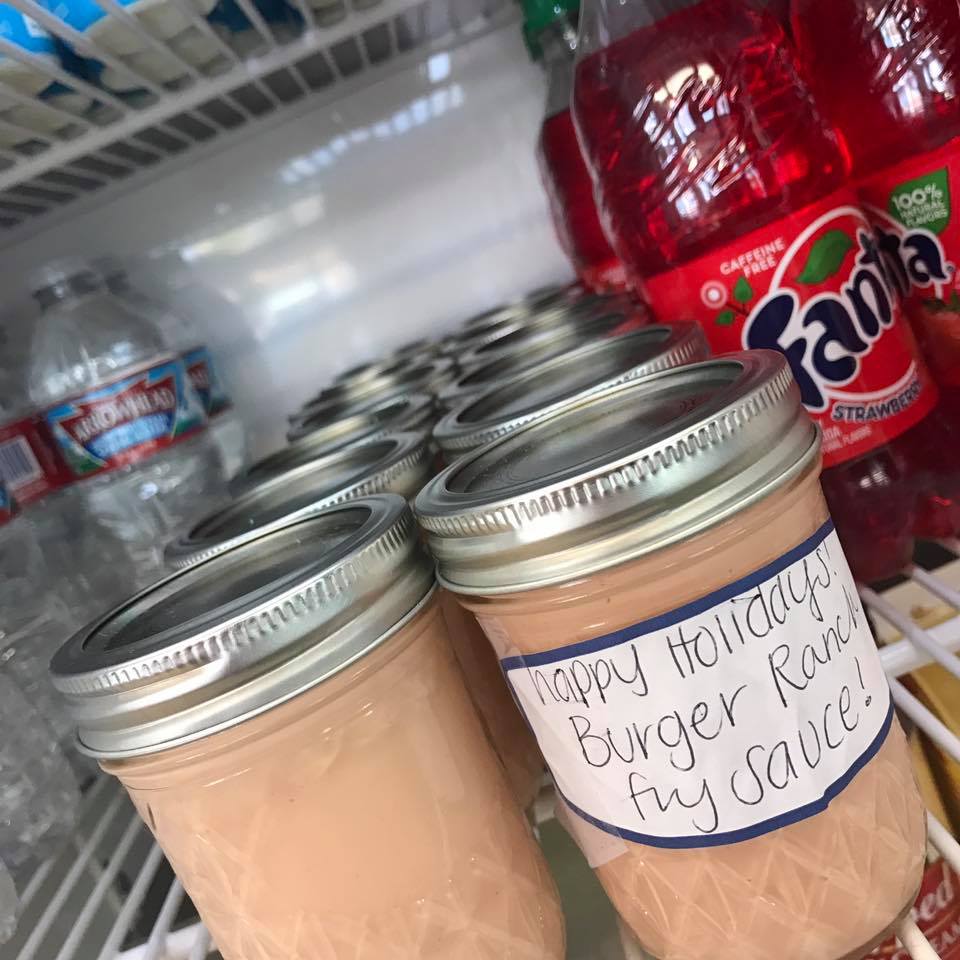 ARROWHEAD
CAFFEINE
FREE
100%
NATURAL
FLAVORS
Fanta
STRAWBERRY
happy Holidays!
Burger Ranch
fry sauce!